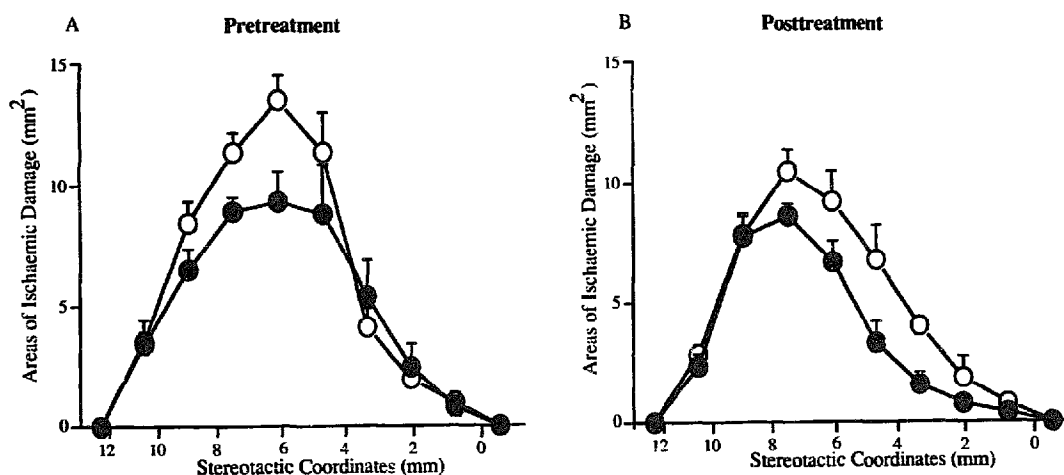 A
Pretreatment
Areas of Ischaemic Damage (mm²)
15
10
5
0
12 10 8 6 4 2 0
Stereotactic Coordinates (mm)
B
Posttreatment
Areas of Ischaemic Damage (mm²)
15
10
5
0
12 10 8 6 4 2 0
Stereotactic Coordinates (mm)